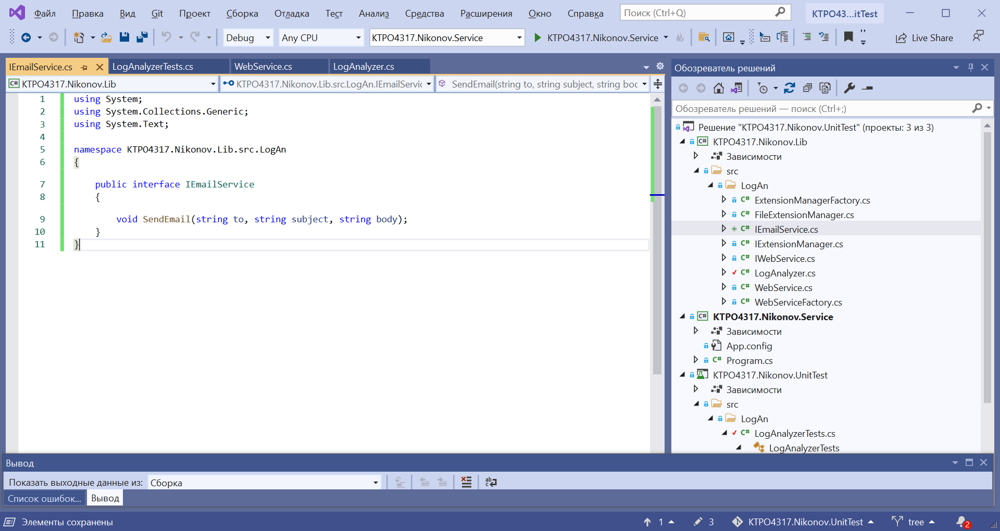 Файл Правка Вид Git Проект Сборка Отладка Тест Анализ Средства Расширения Окно Справка Поиск (Ctrl+Q) КТРО43...itTest
Debug Any CPU KTPO4317.Nikonov.Service KTPO4317.Nikonov.Service Live Share
IEmailService.cs LogAnalyzerTests.cs WebService.cs LogAnalyzer.cs
C# KTPO4317.Nikonov.Lib KTPO4317.Nikonov.Lib.src.LogAn.IEmailServic SendEmail(string to, string subject, string boc
1 using System;
2 using System.Collections.Generic;
3 using System.Text;
4
5 namespace KTPO4317.Nikonov.Lib.src.LogAn
6 {
7 public interface IEmailService
8 {
9 void SendEmail(string to, string subject, string body);
10 }
11 }
Обозреватель решений
Обозреватель решений — поиск (Ctrl+;)
Решение "KTPO4317.Nikonov.UnitTest" (проекты: 3 из 3)
C# KTPO4317.Nikonov.Lib
Зависимости
src
LogAn
C# ExtensionManagerFactory.cs
C# FileExtensionManager.cs
C# IEmailService.cs
C# IExtensionManager.cs
C# IWebService.cs
C# LogAnalyzer.cs
C# WebService.cs
C# WebServiceFactory.cs
C# KTPO4317.Nikonov.Service
Зависимости
App.config
C# Program.cs
KTPO4317.Nikonov.UnitTest
Зависимости
src
LogAn
C# LogAnalyzerTests.cs
LogAnalyzerTests
Вывод
Показать выходные данные из: Сборка
Список ошибок... Вывод
Элементы сохранены 1 3 KTPO4317.Nikonov.UnitTest tree 2